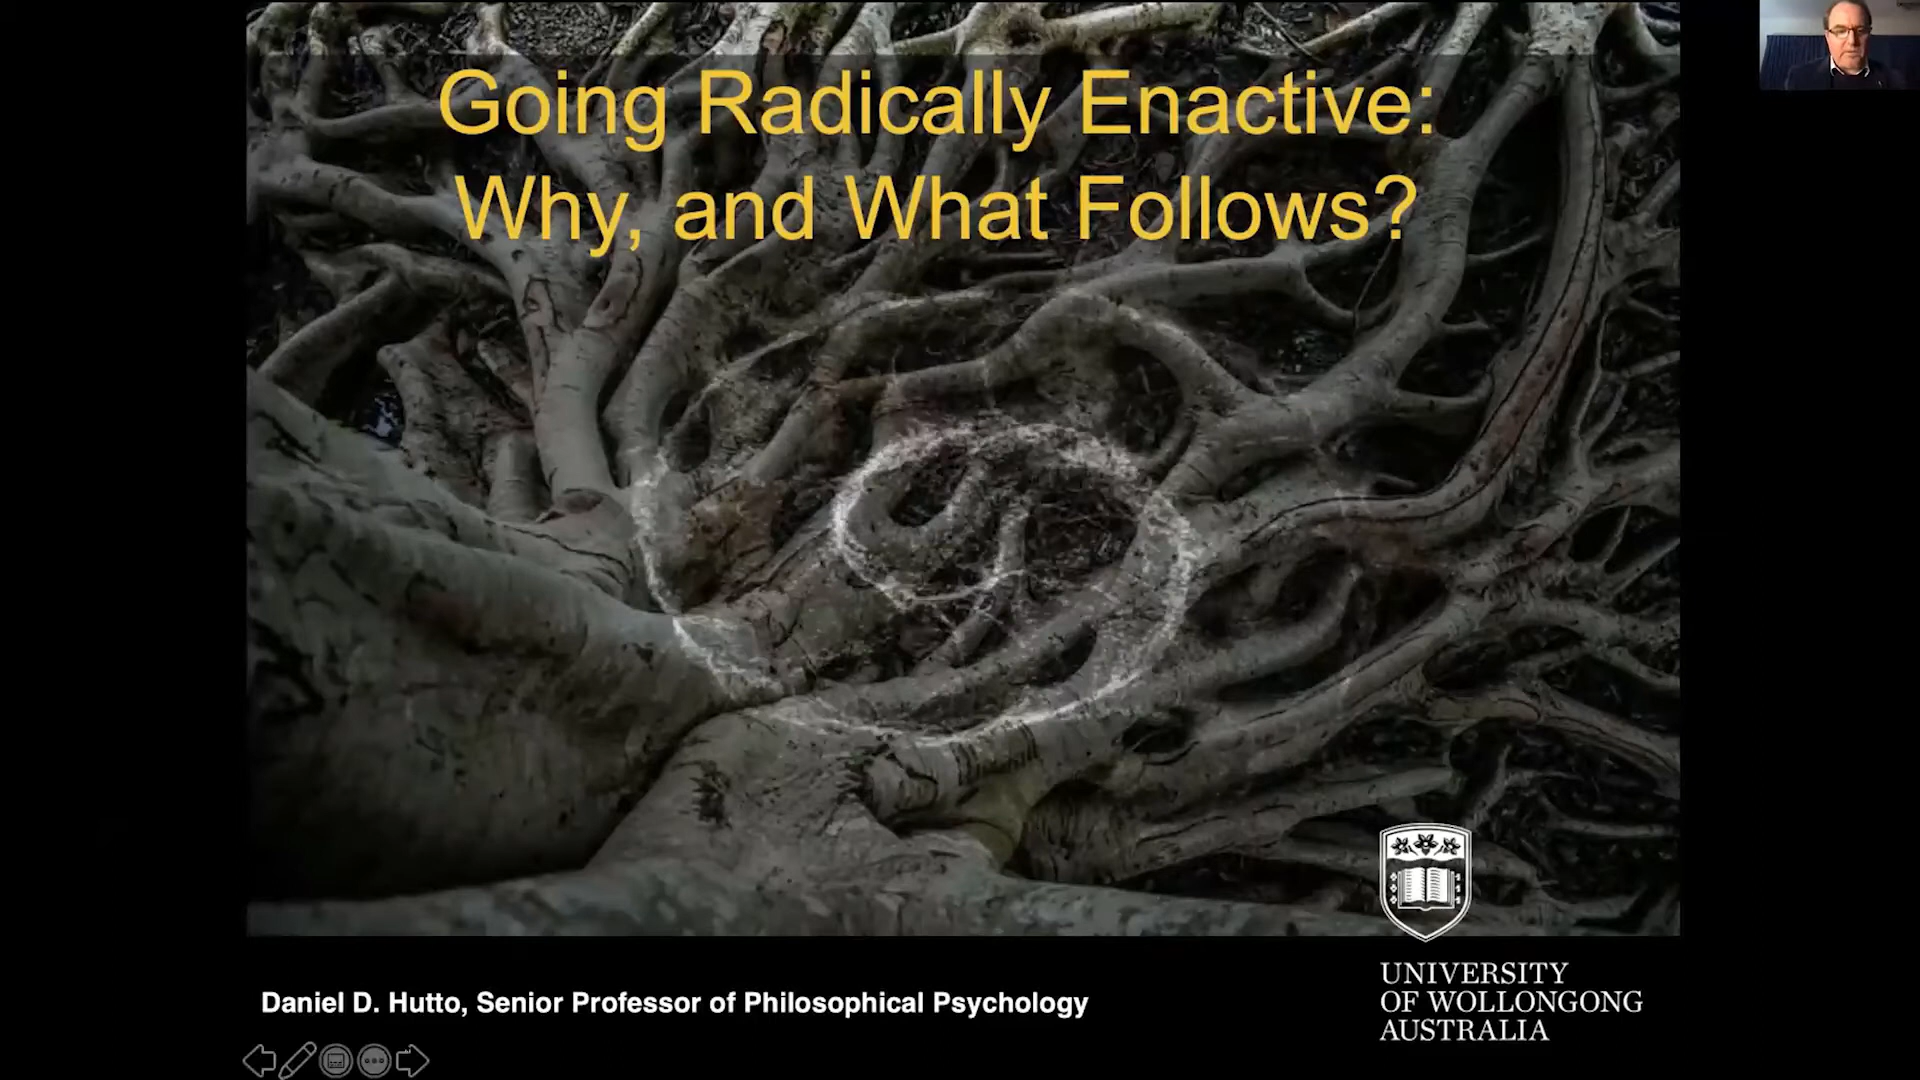 Going Radically Enactive:
Why, and What Follows?
Daniel D. Hutto, Senior Professor of Philosophical Psychology
UNIVERSITY
OF WOLLONGONG
AUSTRALIA